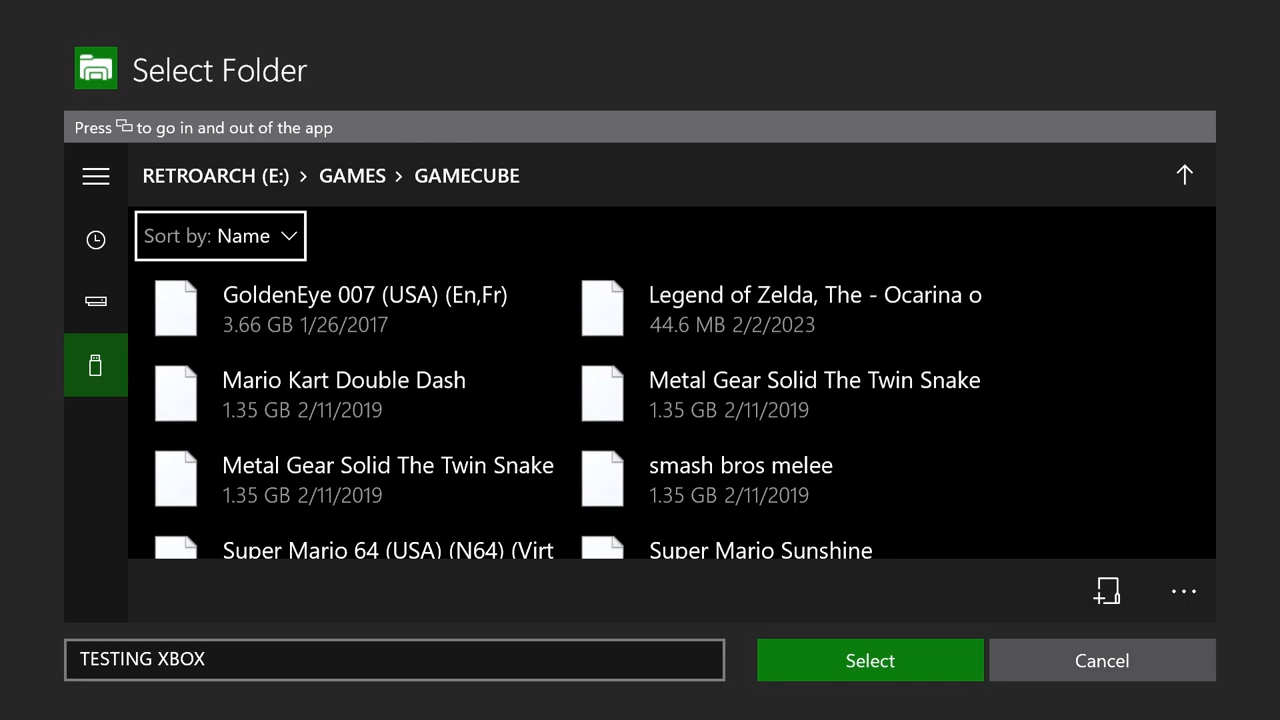 Select Folder
Press to go in and out of the app
RETROARCH (E:) > GAMES > GAMECUBE
Sort by: Name
GoldenEye 007 (USA) (En,Fr)
3.66 GB 1/26/2017
Legend of Zelda, The - Ocarina o
44.6 MB 2/2/2023
Mario Kart Double Dash
1.35 GB 2/11/2019
Metal Gear Solid The Twin Snake
1.35 GB 2/11/2019
Metal Gear Solid The Twin Snake
1.35 GB 2/11/2019
smash bros melee
1.35 GB 2/11/2019
Super Mario 64 (USA) (N64) (Virt
Super Mario Sunshine
TESTING XBOX
Select
Cancel